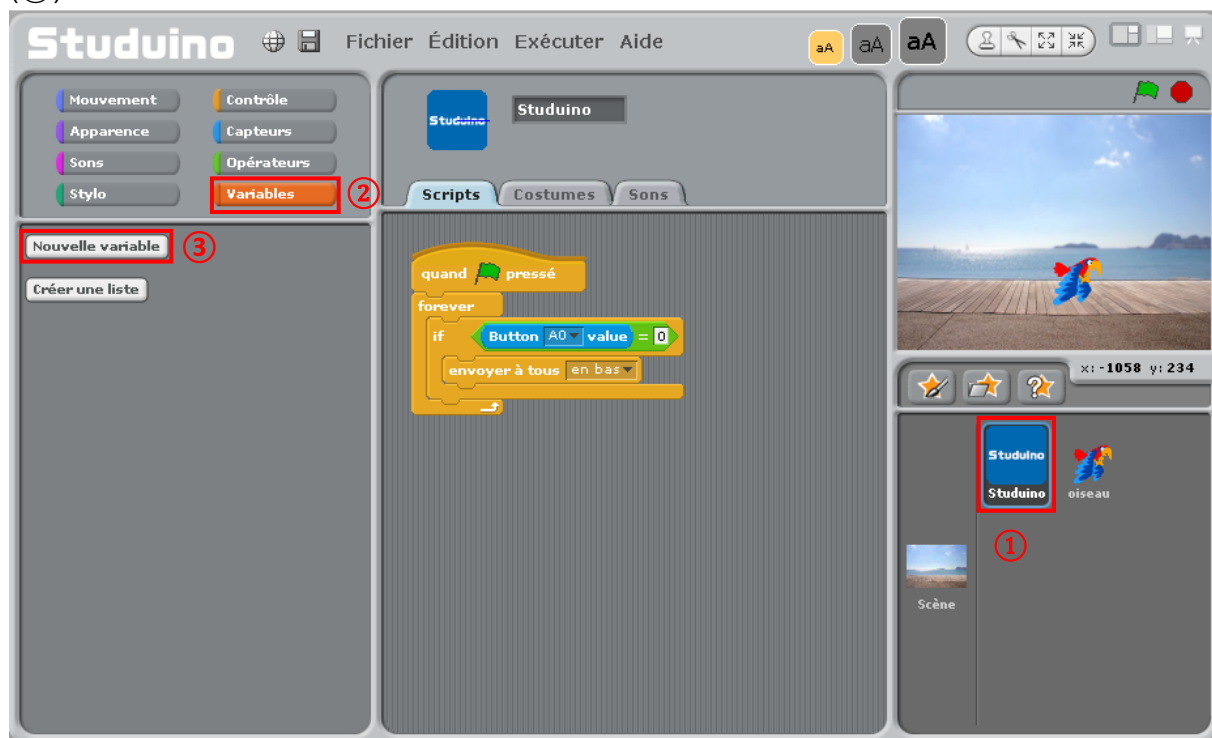 Studuino Fichier Édition Exécuter Aide aA aA aA
Mouvement Contrôle
Apparence Capteurs
Sons Opérateurs
Stylo Variables ②
Nouvelle variable ③
Créer une liste
Studuino Studuino
Scripts Costumes Sons
quand pressé
forever
if Button A0 value = 0
envoyer à tous en bas
x: -1058 y: 234
Studuino
Studuino oiseau
①
Scène